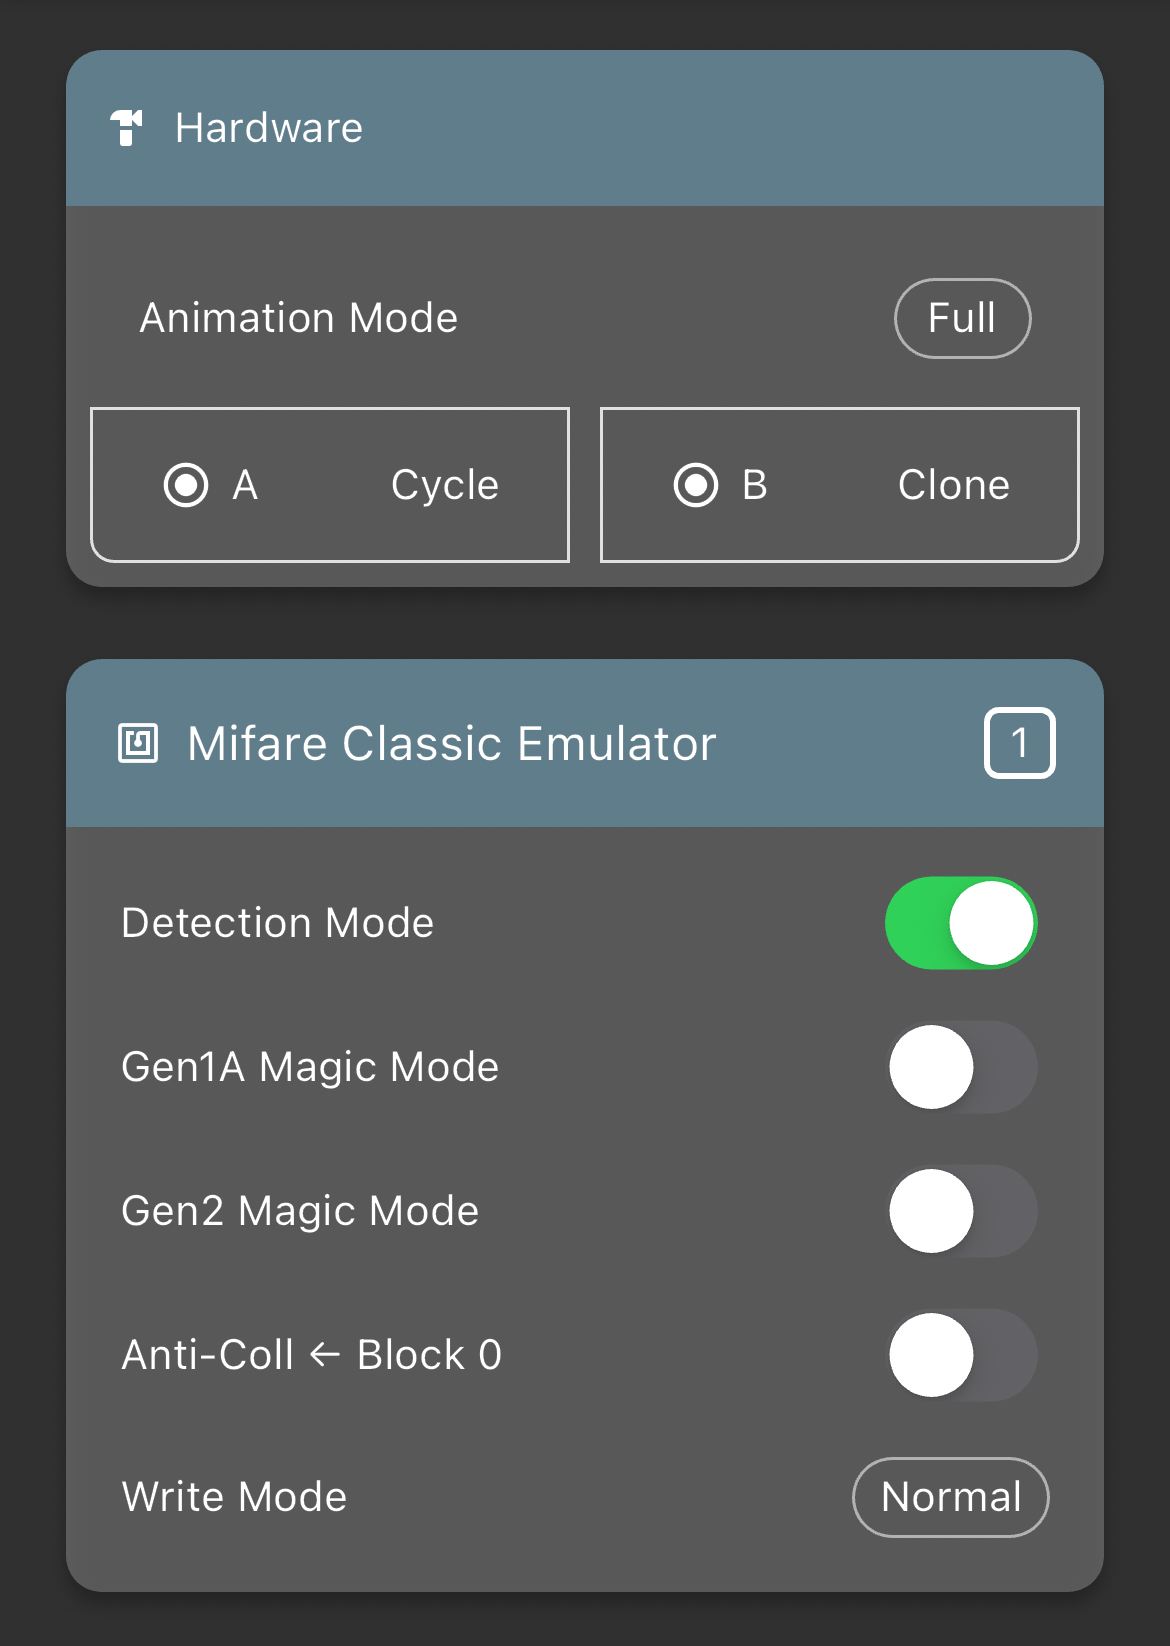 Hardware
Animation Mode Full
A Cycle B Clone
Mifare Classic Emulator 1
Detection Mode
Gen1A Magic Mode
Gen2 Magic Mode
Anti-Coll ← Block 0
Write Mode Normal